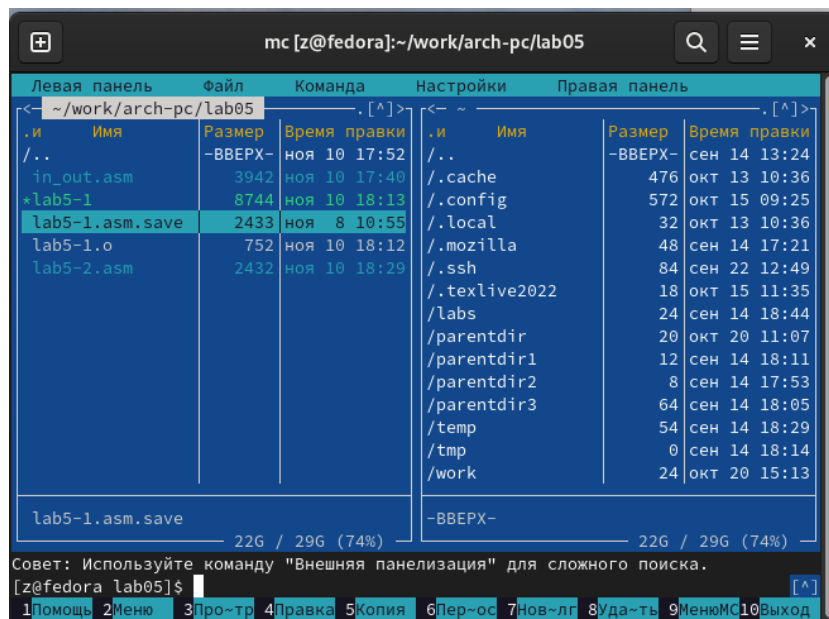 mc [z@fedora]:~/work/arch-pc/lab05
Левая панель Файл Команда Настройки Правая панель
<— ~/work/arch-pc/lab05 .[^]>
.и Имя Размер Время правки
/.. -ВВЕРХ- ноя 10 17:52
in_out.asm 3942 ноя 10 17:40
*lab5-1 8744 ноя 10 18:13
lab5-1.asm.save 2433 ноя 8 10:55
lab5-1.o 752 ноя 10 18:12
lab5-2.asm 2432 ноя 10 18:29
lab5-1.asm.save
22G / 29G (74%)
<— ~ .[^]>
.и Имя Размер Время правки
/.. -ВВЕРХ- сен 14 13:24
/.cache 476 окт 13 10:36
/.config 572 окт 15 09:25
/.local 32 окт 13 10:36
/.mozilla 48 сен 14 17:21
/.ssh 84 сен 22 12:49
/.texlive2022 18 окт 15 11:35
/labs 24 сен 14 18:44
/parentdir 20 окт 20 11:07
/parentdir1 12 сен 14 18:11
/parentdir2 8 сен 14 17:53
/parentdir3 64 сен 14 18:05
/temp 54 сен 14 18:29
/tmp 0 сен 14 18:14
/work 24 окт 20 15:13
-ВВЕРХ-
22G / 29G (74%)
Совет: Используйте команду "Внешняя панелизация" для сложного поиска.
[z@fedora lab05]$ [^]
1Помощь 2Меню 3Про~тр 4Правка 5Копия 6Пер~ос 7Нов~лг 8Уда~ть 9МенюMC 10Выход